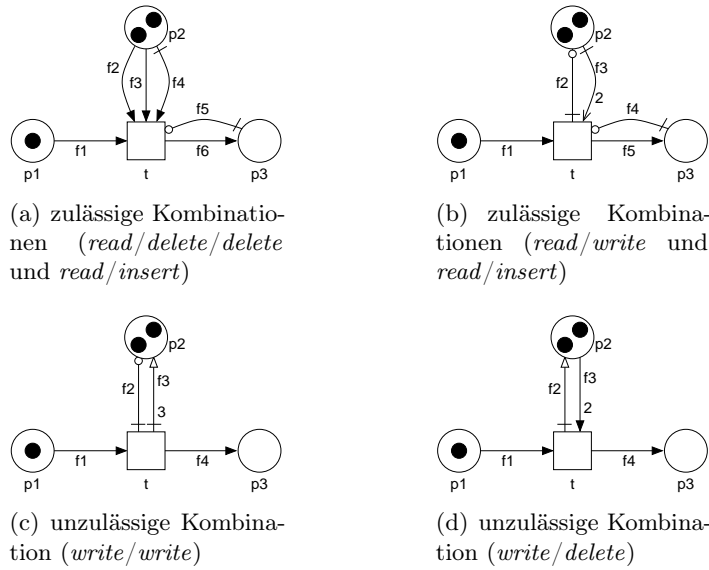 p2
f2
f3
f4
f5
f1
f6
p1
t
p3
(a) zulässige Kombinatio-
nen (read/delete/delete
und read/insert)
p2
f3
f2
2
f4
f1
f5
p1
t
p3
(b) zulässige Kombina-
tionen (read/write und
read/insert)
p2
f2
f3
3
f1
f4
p1
t
p3
(c) unzulässige Kombina-
tion (write/write)
p2
f2
f3
2
f1
f4
p1
t
p3
(d) unzulässige Kombina-
tion (write/delete)